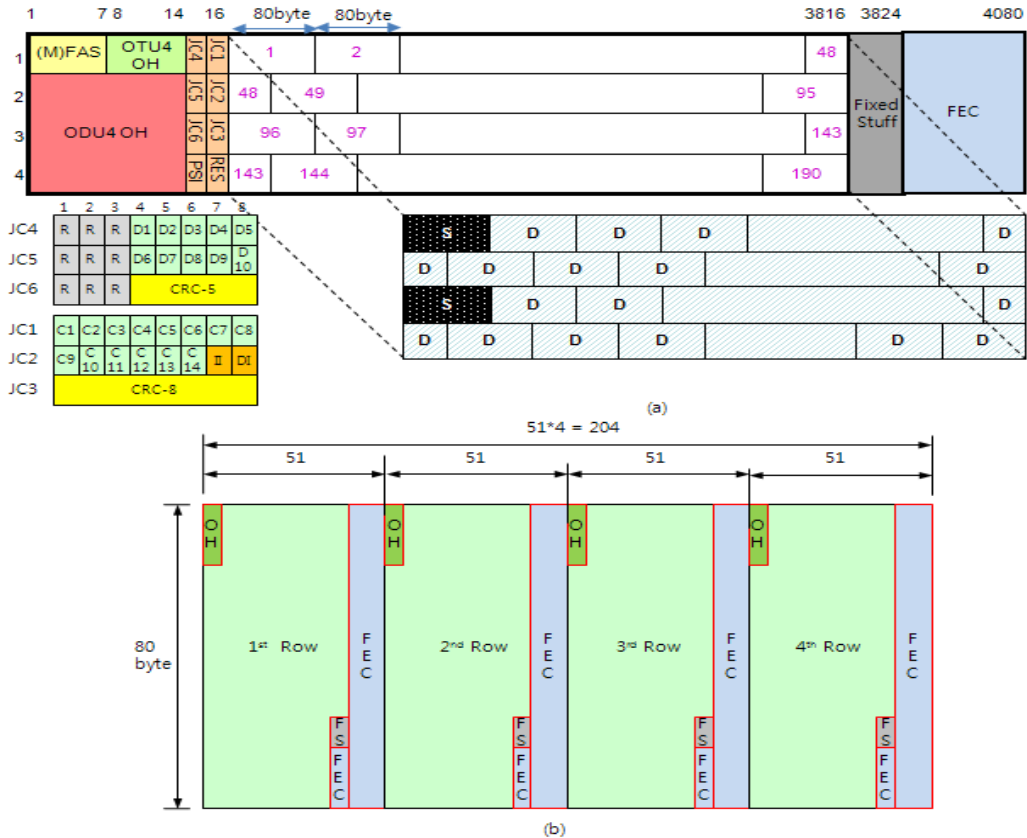 1 7 8 14 16 80byte 80byte 3816 3824 4080
1 (M)FAS OTU4 OH JC4 JC1 1 2 48
2 ODU4 OH JC5 JC2 48 49 95
3 JC6 JC3 96 97 143
4 PSI RES 143 144 190
Fixed Stuff
FEC
1 2 3 4 5 6 7 8
JC4 R R R D1 D2 D3 D4 D5
JC5 R R R D6 D7 D8 D9 D10
JC6 R R R CRC-5
JC1 C1 C2 C3 C4 C5 C6 C7 C8
JC2 C9 C10 C11 C12 C13 C14 II DI
JC3 CRC-8
S D D D D
D D D D D
S D D D
D D D D D D
(a)
51*4 = 204
51 51 51 51
80 byte
OH 1st Row FS FEC FEC
OH 2nd Row FS FEC FEC
OH 3rd Row FS FEC FEC
OH 4th Row FS FEC FEC
(b)